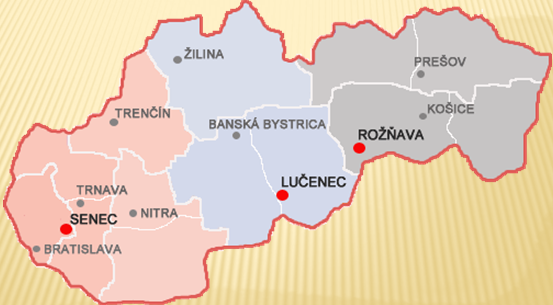 ŽILINA
PREŠOV
TRENČÍN
KOŠICE
BANSKÁ BYSTRICA
ROŽŇAVA
LUČENEC
TRNAVA
NITRA
SENEC
BRATISLAVA